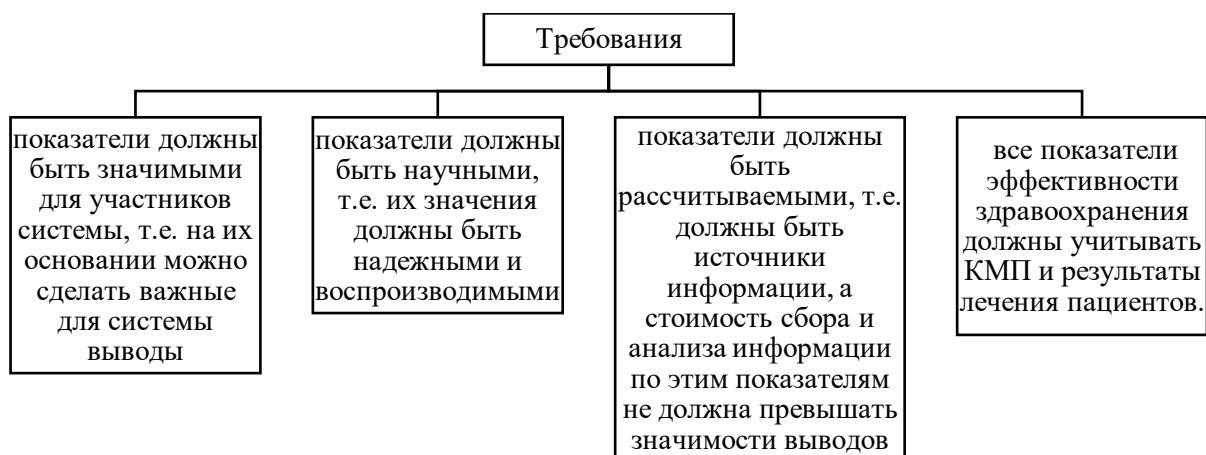 Требования
показатели должны
быть значимыми
для участников
системы, т.е. на их
основании можно
сделать важные
для системы
выводы
показатели должны
быть научными,
т.е. их значения
должны быть
надежными и
воспроизводимыми
показатели должны
быть
рассчитываемыми, т.е.
должны быть
источники
информации, а
стоимость сбора и
анализа информации
по этим показателям
не должна превышать
значимости выводов
все показатели
эффективности
здравоохранения
должны учитывать
КМП и результаты
лечения пациентов.